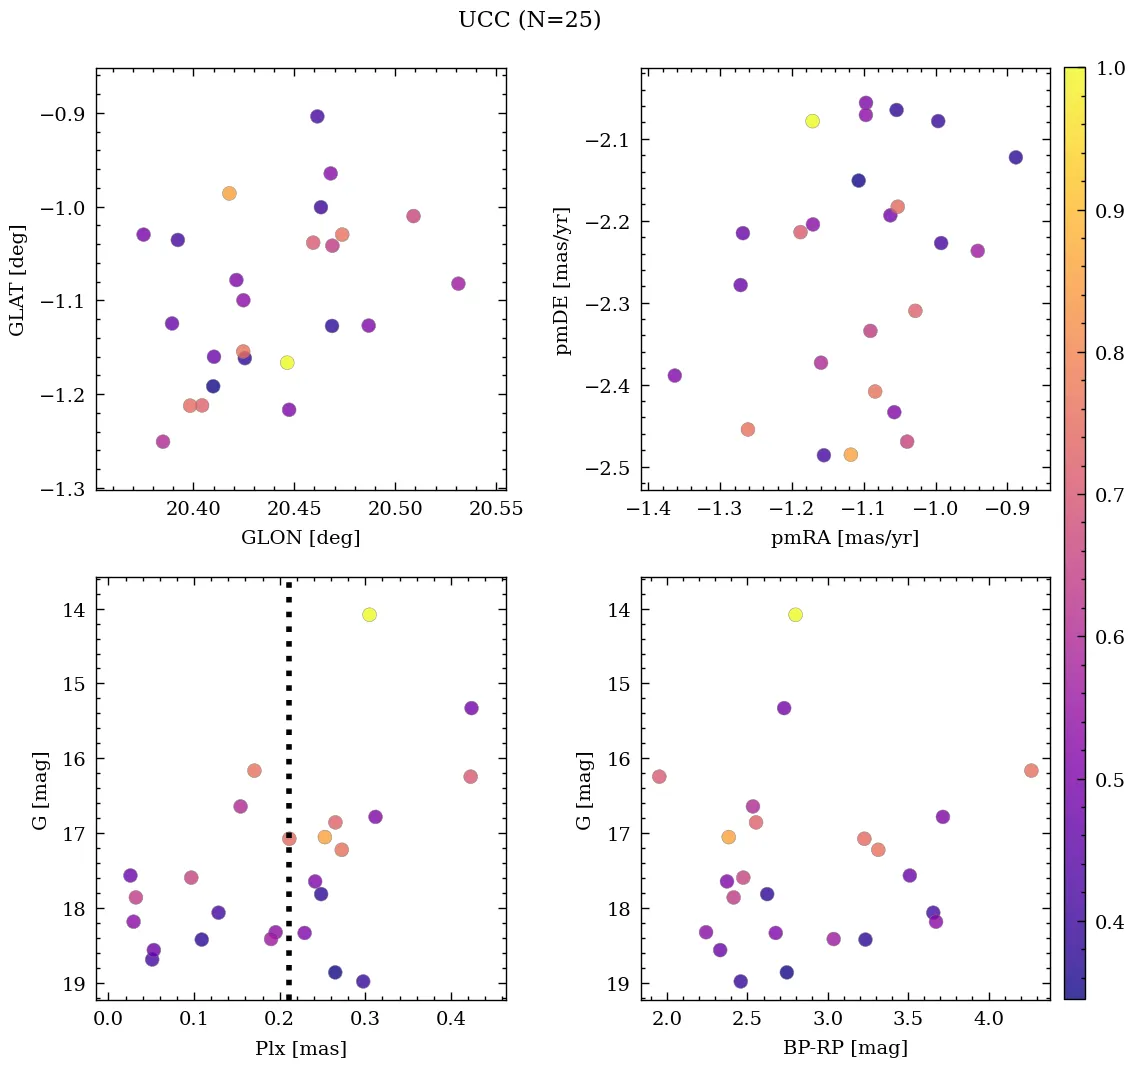 UCC (N=25)
−0.9
−1.0
−1.1
−1.2
−1.3
GLAT [deg]
20.40 20.45 20.50 20.55
GLON [deg]
−2.1
−2.2
−2.3
−2.4
−2.5
pmDE [mas/yr]
−1.4 −1.3 −1.2 −1.1 −1.0 −0.9
pmRA [mas/yr]
14
15
16
17
18
19
G [mag]
0.0 0.1 0.2 0.3 0.4
Plx [mas]
14
15
16
17
18
19
G [mag]
2.0 2.5 3.0 3.5 4.0
BP-RP [mag]
1.0
0.9
0.8
0.7
0.6
0.5
0.4